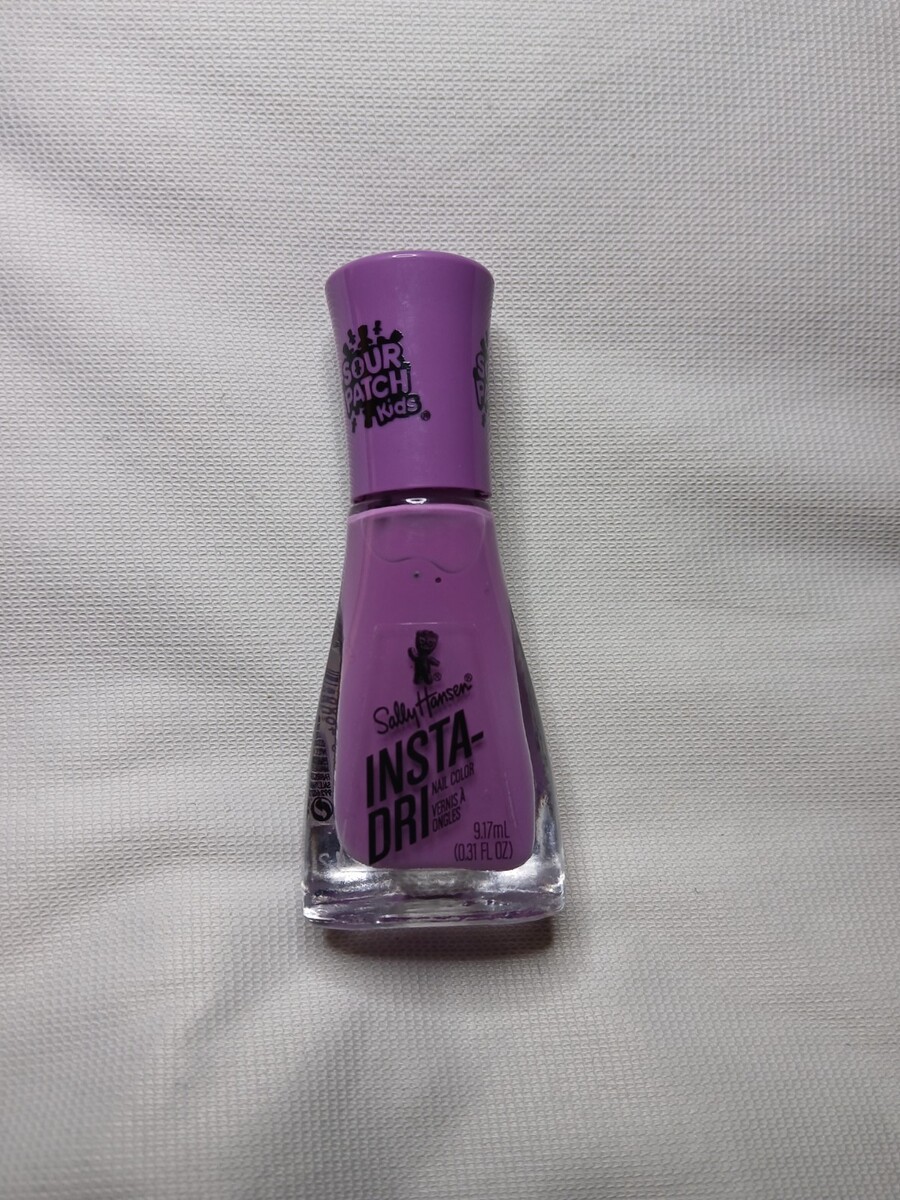 SOUR
PATCH
Kids®
®
Sally Hansen®
INSTA-
DRI
NAIL COLOR
VERNIS À
ONGLES
9.17mL
(0.31 FL OZ)